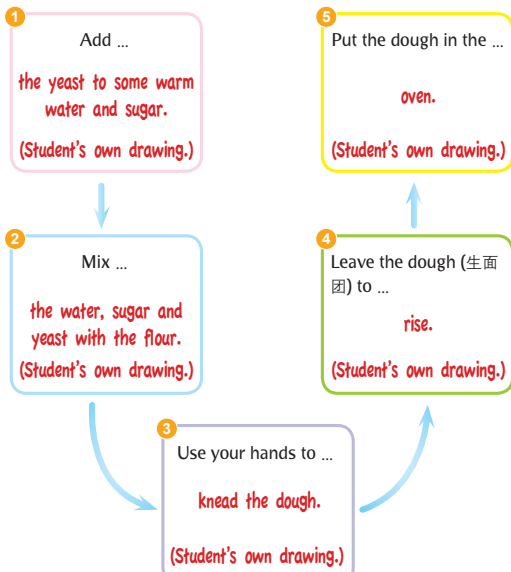 1
Add ...
the yeast to some warm
water and sugar.
(Student's own drawing.)
2
Mix ...
the water, sugar and
yeast with the flour.
(Student's own drawing.)
3
Use your hands to ...
knead the dough.
(Student's own drawing.)
4
Leave the dough (生面
团) to ...
rise.
(Student's own drawing.)
5
Put the dough in the ...
oven.
(Student's own drawing.)